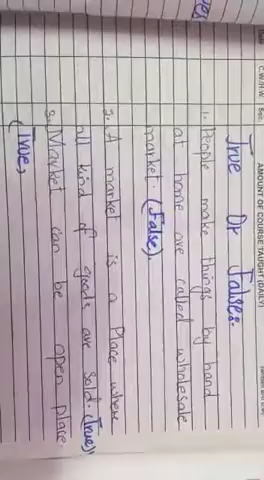 C.W/H.W
AMOUNT OF COURSE TAUGHT (DAILY)
True Or False:-
1. People make things by hand
at home are called wholesale
market. (False).
2. A market is a place where
all kind of goods are sold. (True)
3. Market can be open place.
(True,